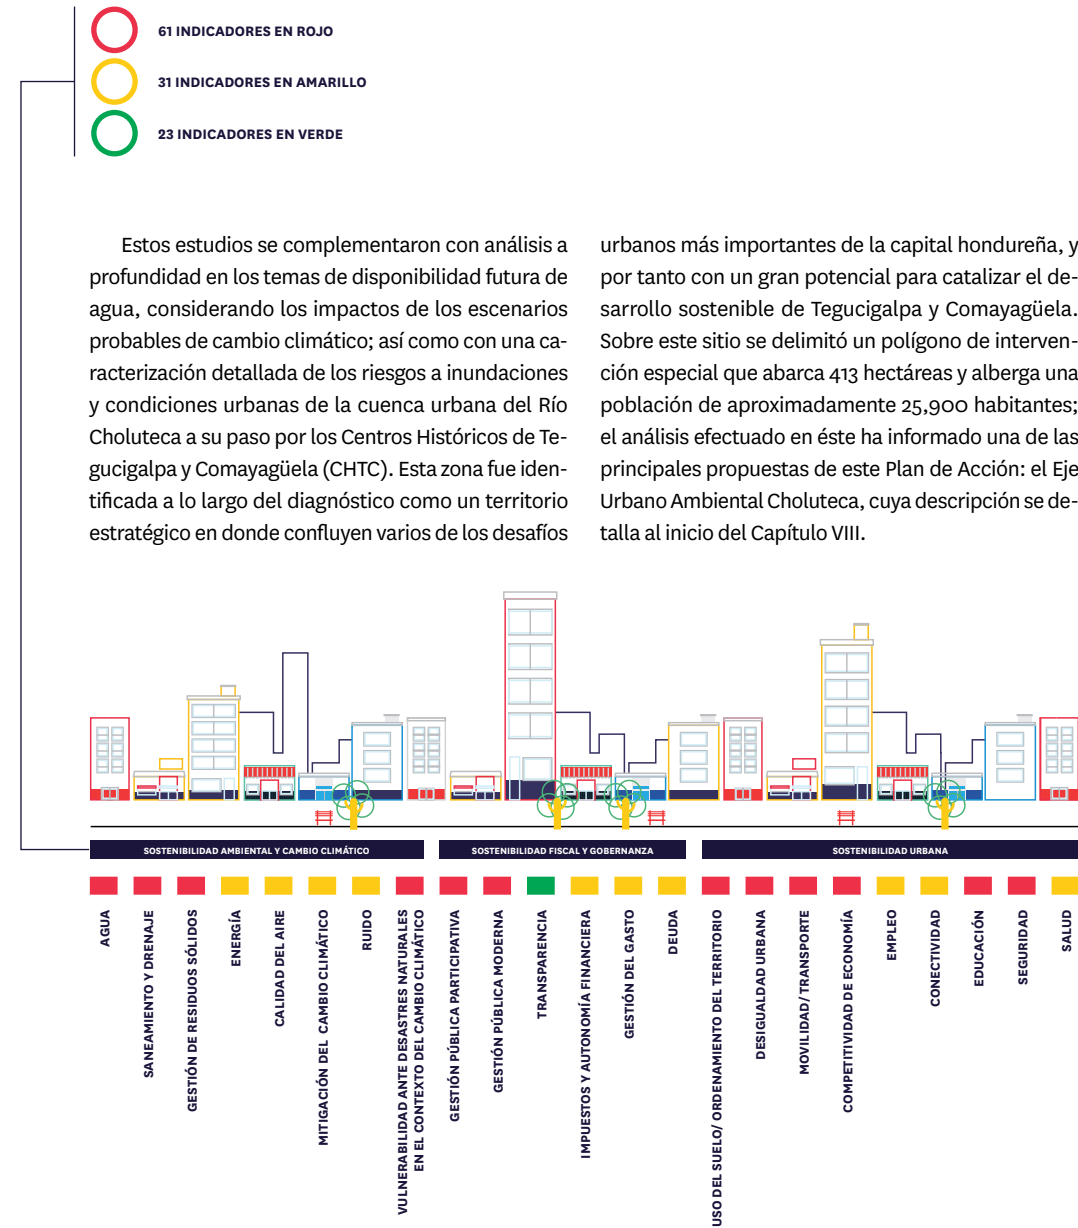 61 INDICADORES EN ROJO
31 INDICADORES EN AMARILLO
23 INDICADORES EN VERDE
Estos estudios se complementaron con análisis a
profundidad en los temas de disponibilidad futura de
agua, considerando los impactos de los escenarios
probables de cambio climático; así como con una ca-
racterización detallada de los riesgos a inundaciones
y condiciones urbanas de la cuenca urbana del Río
Choluteca a su paso por los Centros Históricos de Te-
gucigalpa y Comayagüela (CHTC). Esta zona fue iden-
tificada a lo largo del diagnóstico como un territorio
estratégico en donde confluyen varios de los desafíos
urbanos más importantes de la capital hondureña, y
por tanto con un gran potencial para catalizar el de-
sarrollo sostenible de Tegucigalpa y Comayagüela.
Sobre este sitio se delimitó un polígono de interven-
ción especial que abarca 413 hectáreas y alberga una
población de aproximadamente 25,900 habitantes;
el análisis efectuado en éste ha informado una de las
principales propuestas de este Plan de Acción: el Eje
Urbano Ambiental Choluteca, cuya descripción se de-
talla al inicio del Capítulo VIII.
SOSTENIBILIDAD AMBIENTAL Y CAMBIO CLIMÁTICO
SOSTENIBILIDAD FISCAL Y GOBERNANZA
SOSTENIBILIDAD URBANA
AGUA
SANEAMIENTO Y DRENAJE
GESTIÓN DE RESIDUOS SÓLIDOS
ENERGÍA
CALIDAD DEL AIRE
MITIGACIÓN DEL CAMBIO CLIMÁTICO
RUIDO
VULNERABILIDAD ANTE DESASTRES NATURALES
EN EL CONTEXTO DEL CAMBIO CLIMÁTICO
GESTIÓN PÚBLICA PARTICIPATIVA
GESTIÓN PÚBLICA MODERNA
TRANSPARENCIA
IMPUESTOS Y AUTONOMÍA FINANCIERA
GESTIÓN DEL GASTO
DEUDA
USO DEL SUELO/ ORDENAMIENTO DEL TERRITORIO
DESIGUALDAD URBANA
MOVILIDAD/ TRANSPORTE
COMPETITIVIDAD DE ECONOMÍA
EMPLEO
CONECTIVIDAD
EDUCACIÓN
SEGURIDAD
SALUD